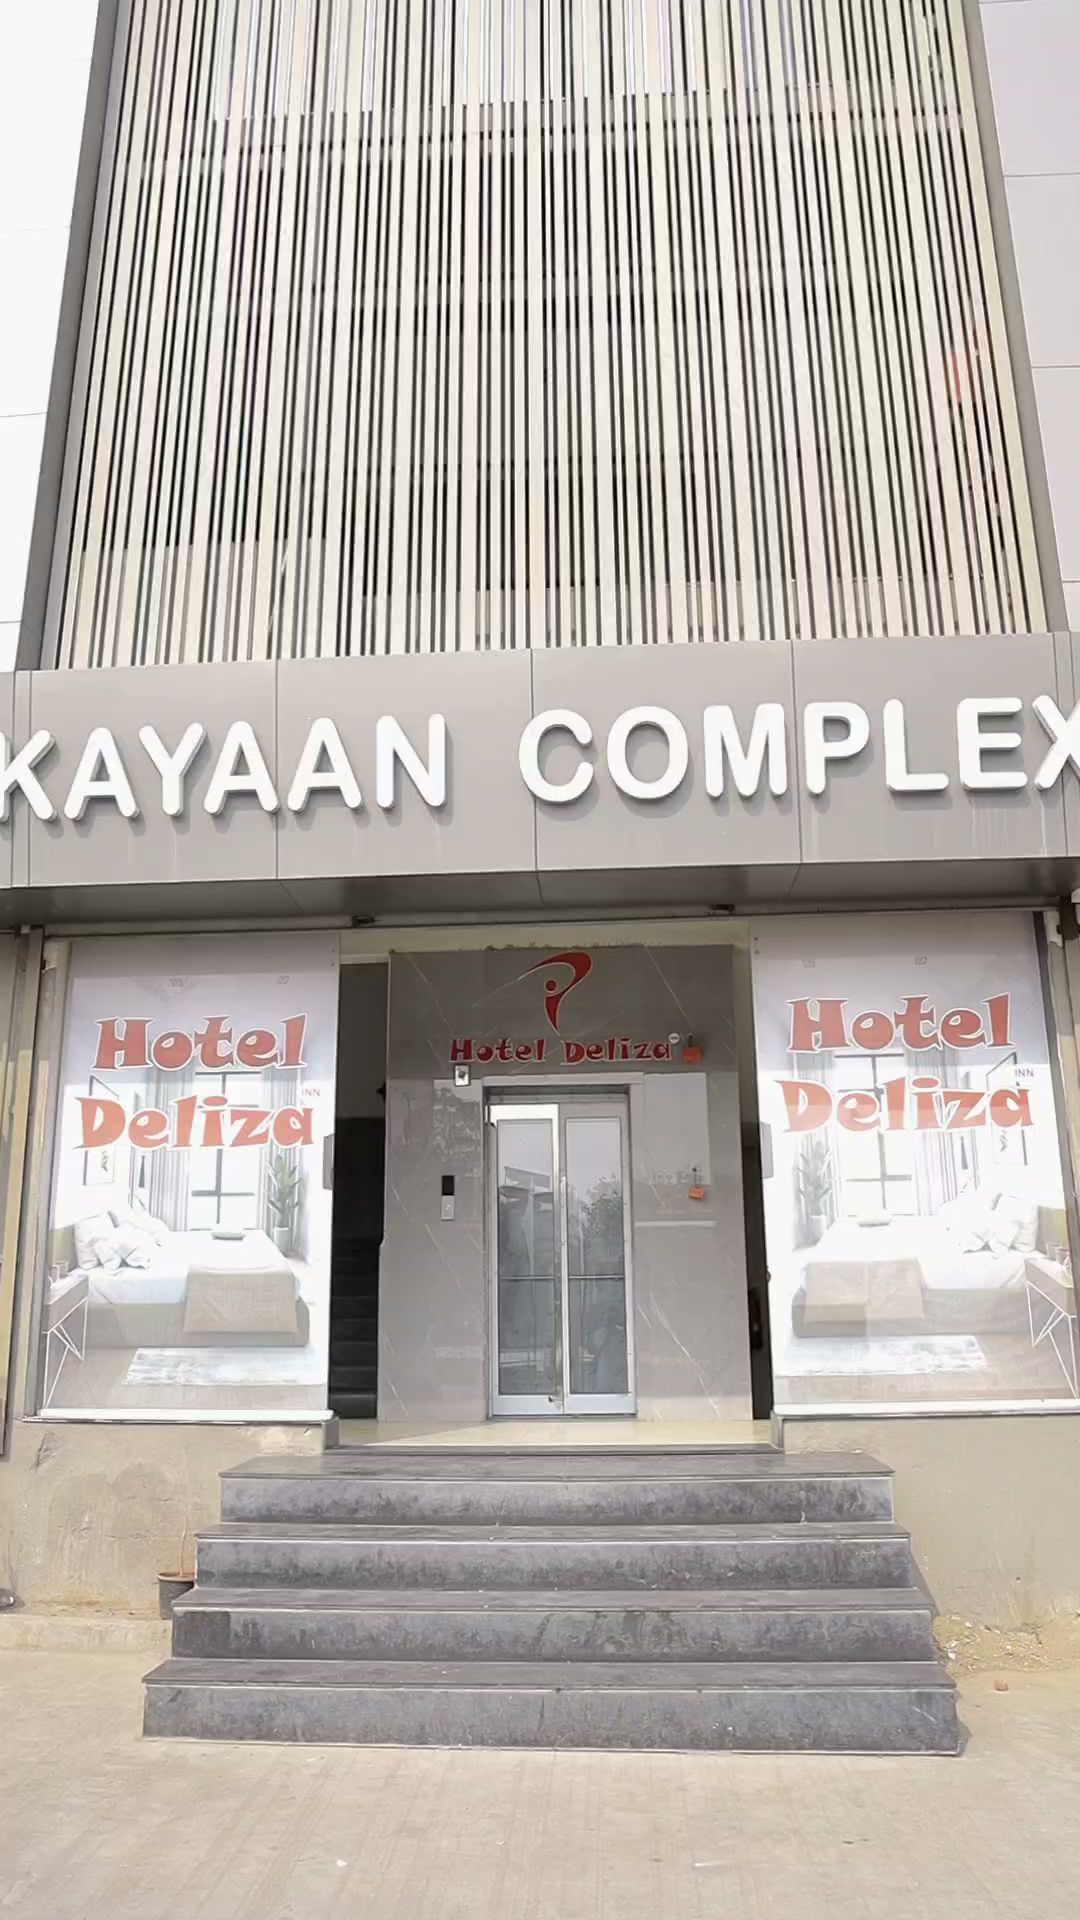 KAYAAN COMPLEX
Hotel Deliza
Hotel
Deliza
INN
Hotel
Deliza
INN